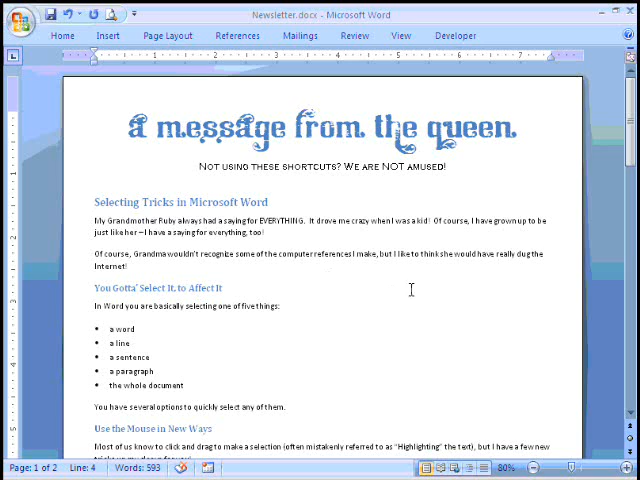 Newsletter.docx - Microsoft Word
Home Insert Page Layout References Mailings Review View Developer
1 2 3 4 5 6 7
a message from the queen.
NOT USING THESE SHORTCUTS? WE ARE NOT AMUSED!
Selecting Tricks in Microsoft Word
My Grandmother Ruby always had a saying for EVERYTHING. It drove me crazy when I was a kid! Of course, I have grown up to be
just like her – I have a saying for everything, too!
Of course, Grandma wouldn't recognize some of the computer references I make, but I like to think she would have really dug the
Internet!
You Gotta' Select It, to Affect It
In Word you are basically selecting one of five things:
• a word
• a line
• a sentence
• a paragraph
• the whole document
You have several options to quickly select any of them.
Use the Mouse in New Ways
Most of us know to click and drag to make a selection (often mistakenly referred to as "Highlighting" the text), but I have a few new
Page: 1 of 2 Line: 4 Words: 593 80%